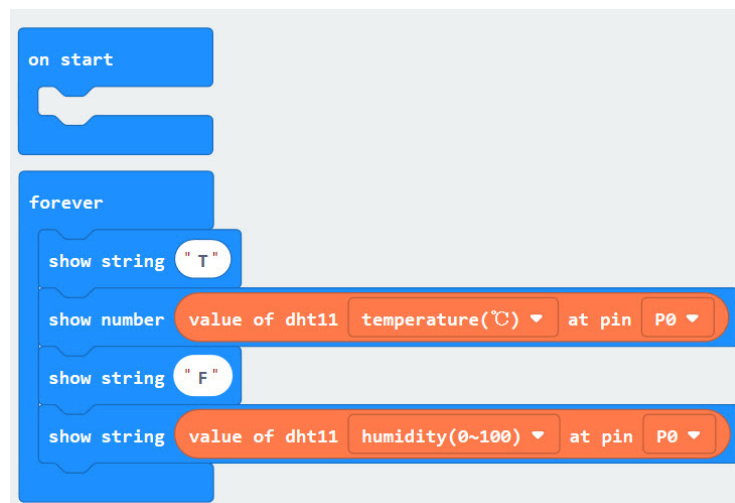 on start
forever
show string "T"
show number value of dht11 temperature(℃) at pin P0
show string "F"
show string value of dht11 humidity(0~100) at pin P0